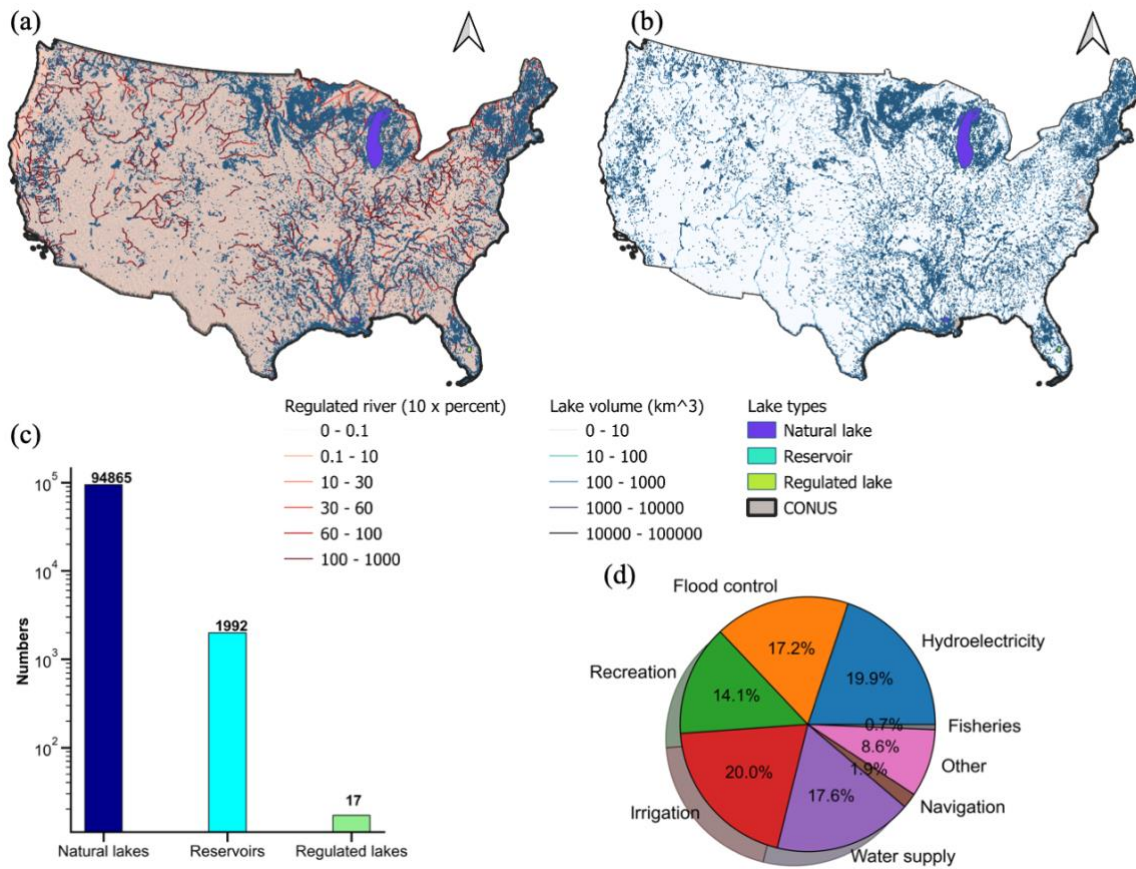 (a)
(b)
Regulated river (10 x percent)
0 - 0.1
0.1 - 10
10 - 30
30 - 60
60 - 100
100 - 1000
Lake volume (km^3)
0 - 10
10 - 100
100 - 1000
1000 - 10000
10000 - 100000
Lake types
Natural lake
Reservoir
Regulated lake
CONUS
(c)
Numbers
10^5
10^4
10^3
10^2
94865
1992
17
Natural lakes
Reservoirs
Regulated lakes
(d)
Flood control
17.2%
Hydroelectricity
19.9%
Recreation
14.1%
Fisheries
0.7%
Other
8.6%
Navigation
1.9%
Irrigation
20.0%
Water supply
17.6%